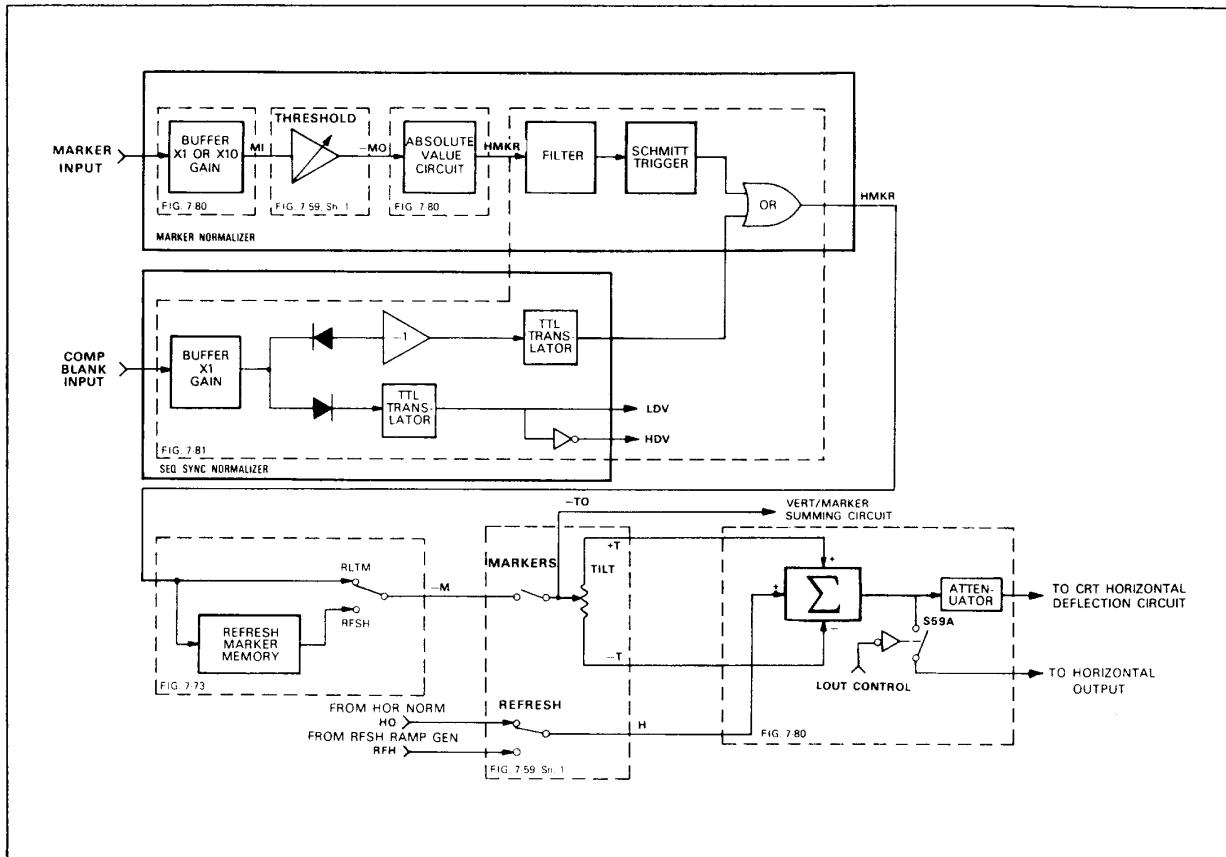 MARKER
INPUT
BUFFER
X1 OR X10
GAIN
FIG. 7-80
MI
THRESHOLD
FIG. 7-59, Sh. 1
–MO
ABSOLUTE
VALUE
CIRCUIT
FIG. 7-80
HMKR
FILTER
SCHMITT
TRIGGER
OR
HMKR
MARKER NORMALIZER
COMP
BLANK
INPUT
BUFFER
X1
GAIN
–1
TTL
TRANS-
LATOR
TTL
TRANS-
LATOR
LDV
HDV
FIG. 7-81
SEQ SYNC NORMALIZER
–TO
VERT/MARKER
SUMMING CIRCUIT
RLTM
RFSH
REFRESH
MARKER
MEMORY
FIG. 7-73
–M
MARKERS
+T
TILT
–T
+
+
–
Σ
ATTEN-
UATOR
TO CRT HORIZONTAL
DEFLECTION CIRCUIT
S59A
LOUT CONTROL
TO HORIZONTAL
OUTPUT
FROM HOR NORM
HO
FROM RFSH RAMP GEN
RFH
REFRESH
H
FIG. 7-59 Sh. 1
FIG. 7-80